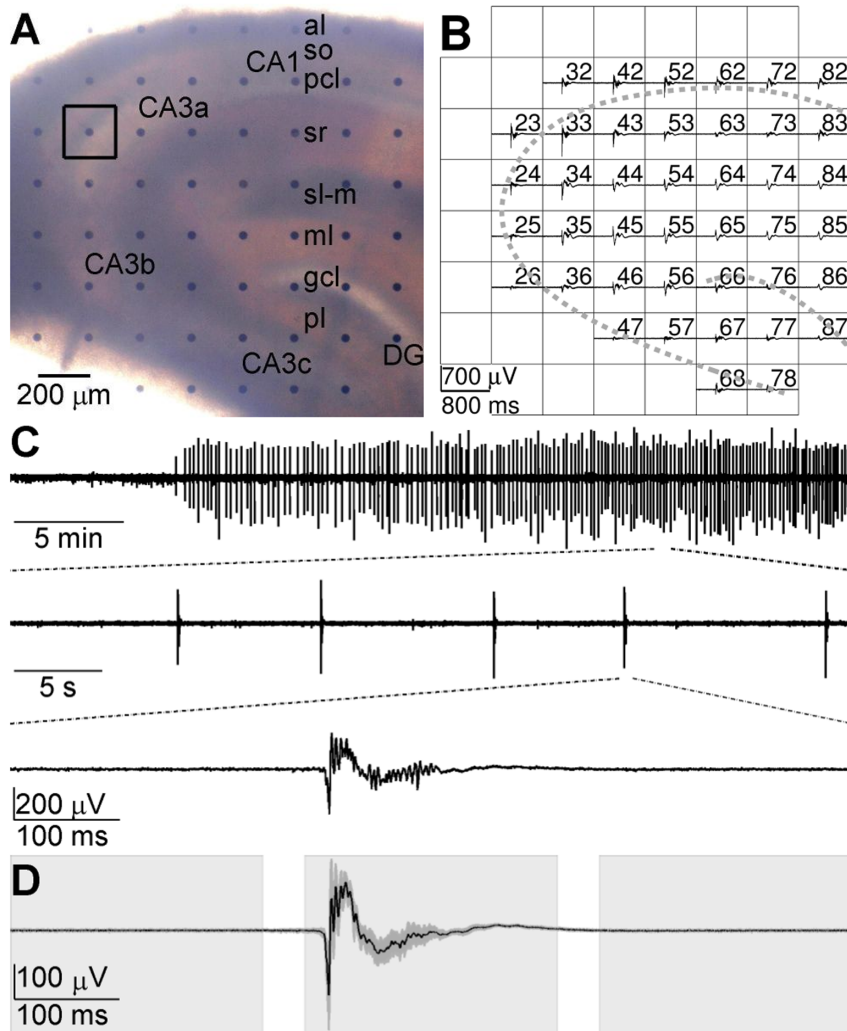 A
al
so
CA1
pcl
CA3a
sr
sl-m
ml
CA3b
gcl
pl
CA3c
DG
200 µm
B
32 42 52 62 72 82
23 33 43 53 63 73 83
24 34 44 54 64 74 84
25 35 45 55 65 75 85
26 36 46 56 66 76 86
47 57 67 77 87
68 78
700 µV
800 ms
C
5 min
5 s
200 µV
100 ms
D
100 µV
100 ms